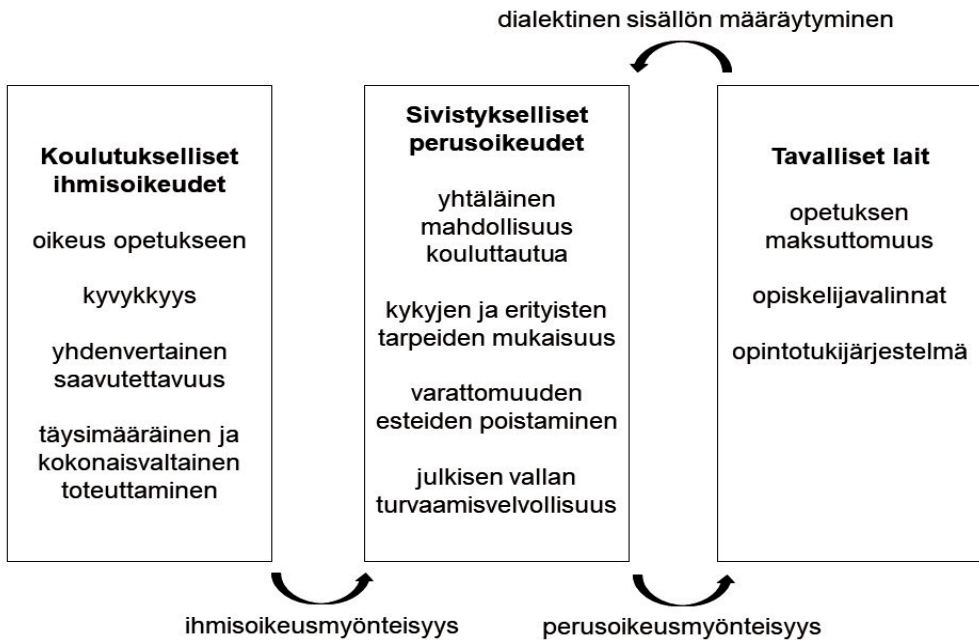 dialektinen sisällön määräytyminen
Koulutukselliset
ihmisoikeudet
oikeus opetukseen
kyvykkyys
yhdenvertainen
saavutettavuus
täysimääräinen ja
kokonaisvaltainen
toteuttaminen
Sivistykselliset
perusoikeudet
yhtäläinen
mahdollisuus
kouluttautua
kykyjen ja erityisten
tarpeiden mukaisuus
varattomuuden
esteiden poistaminen
julkisen vallan
turvaamisvelvollisuus
Tavalliset lait
opetuksen
maksuttomuus
opiskelijavalinnat
opintotukijärjestelmä
ihmisoikeusmyönteisyys
perusoikeusmyönteisyys